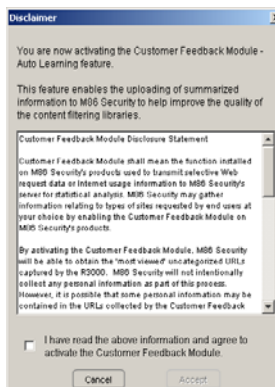 Disclaimer
You are now activating the Customer Feedback Module -
Auto Learning feature.
This feature enables the uploading of summarized
information to M86 Security to help improve the quality of
the content filtering libraries.
Customer Feedback Module Disclosure Statement
Customer Feedback Module shall mean the function installed
on M86 Security's products used to transmit selective Web
request data or Internet usage information to M86 Security's
server for statistical analysis. M86 Security may gather
information relating to types of sites requested by end users at
your choice by enabling the Customer Feedback Module on
M86 Security's products.
By activating the Customer Feedback Module, M86 Security
will be able to obtain the 'most viewed' uncategorized URLs
captured by the R3000. M86 Security will not intentionally
collect any personal information as part of this process.
However, it is possible that some personal information may be
contained in the URLs collected by the Customer Feedback
I have read the above information and agree to
activate the Customer Feedback Module.
Cancel
Accept